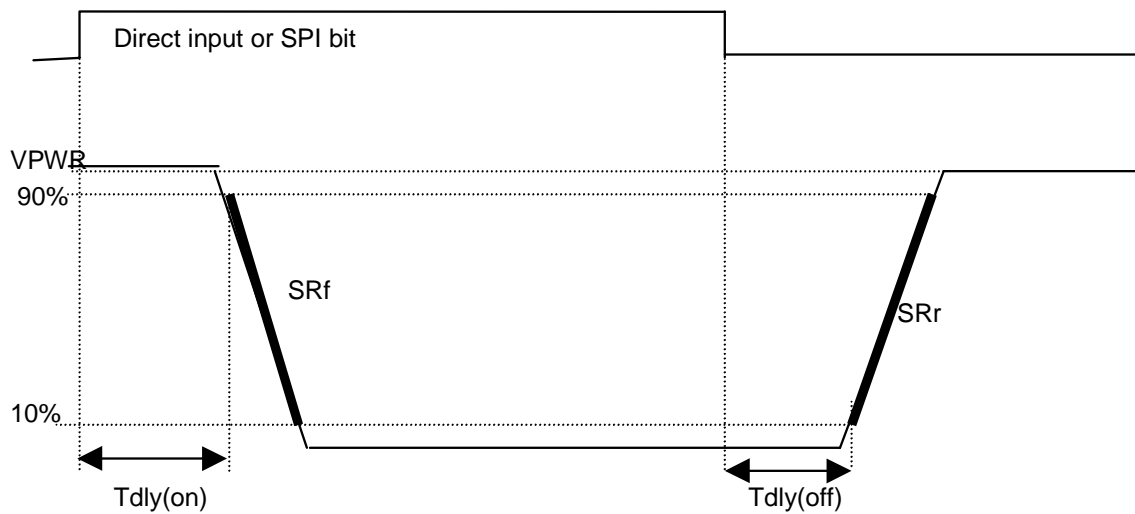 Direct input or SPI bit
VPWR
90%
SRf
SRr
10%
Tdly(on)
Tdly(off)